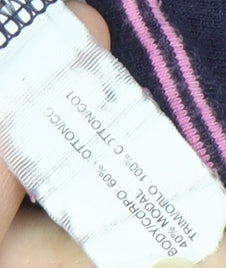 BODY/CORPO 60% COTTON/CO
40% MODAL
TRIM/ORLO 100% COTTON/COT